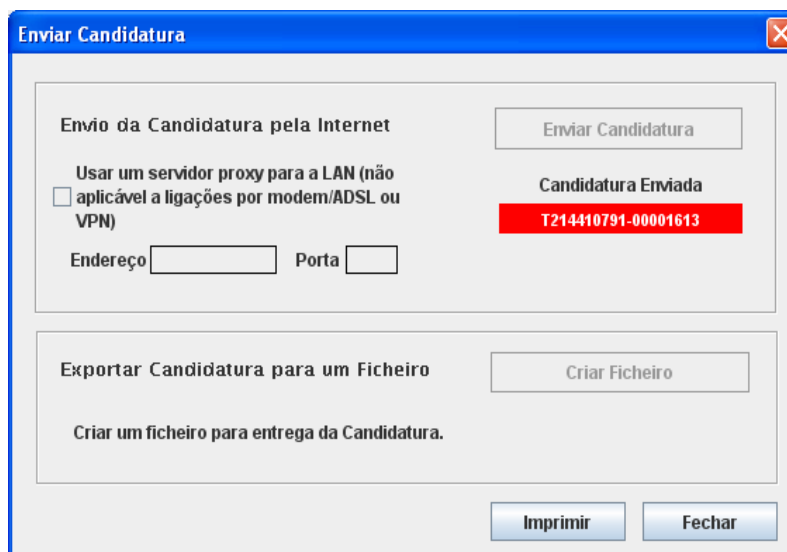 Enviar Candidatura
Envio da Candidatura pela Internet
Enviar Candidatura
Usar um servidor proxy para a LAN (não
aplicável a ligações por modem/ADSL ou
VPN)
Candidatura Enviada
T214410791-00001613
Endereço
Porta
Exportar Candidatura para um Ficheiro
Criar Ficheiro
Criar um ficheiro para entrega da Candidatura.
Imprimir
Fechar